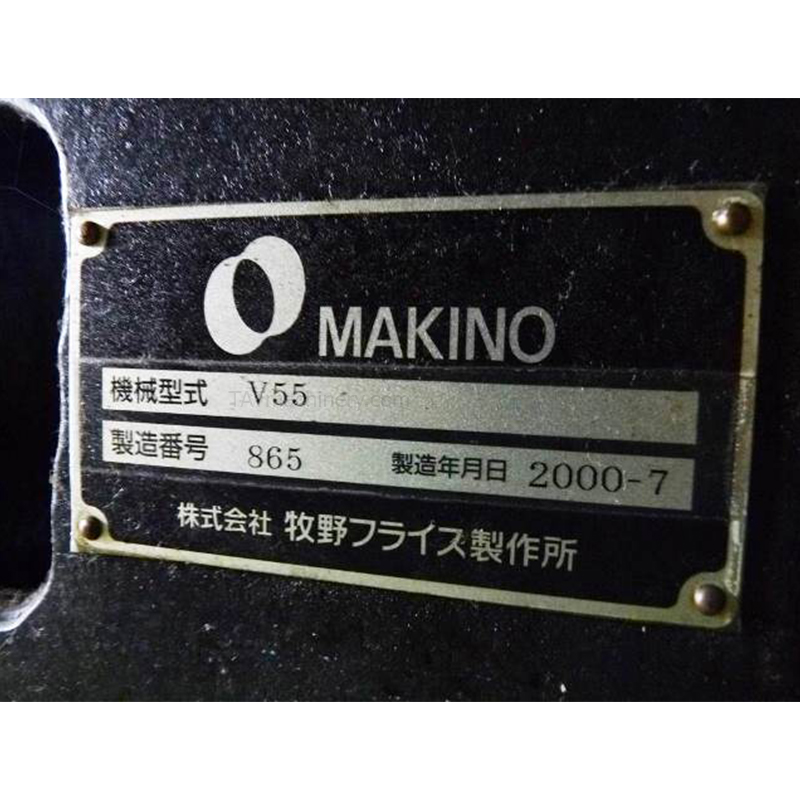 MAKINO
機械型式 V55
製造番号 865 製造年月日 2000-7
株式会社 牧野フライス製作所